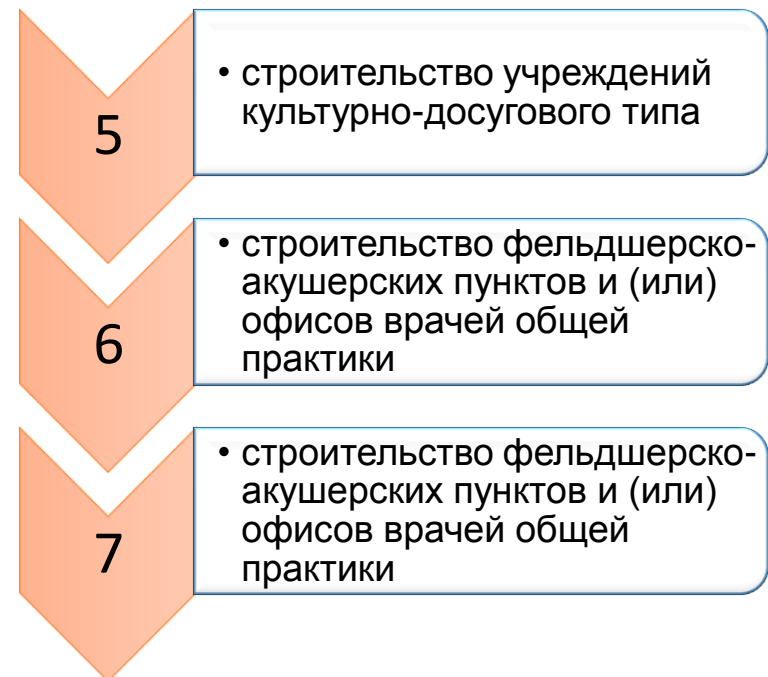 5
• строительство учреждений
культурно-досугового типа
6
• строительство фельдшерско-
акушерских пунктов и (или)
офисов врачей общей
практики
7
• строительство фельдшерско-
акушерских пунктов и (или)
офисов врачей общей
практики